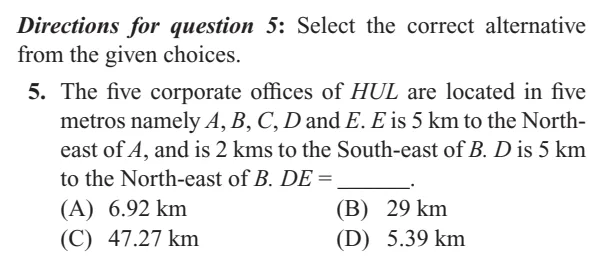 Directions for question 5: Select the correct alternative
from the given choices.
5. The five corporate offices of HUL are located in five
metros namely A, B, C, D and E. E is 5 km to the North-
east of A, and is 2 kms to the South-east of B. D is 5 km
to the North-east of B. DE = ______.
(A) 6.92 km (B) 29 km
(C) 47.27 km (D) 5.39 km